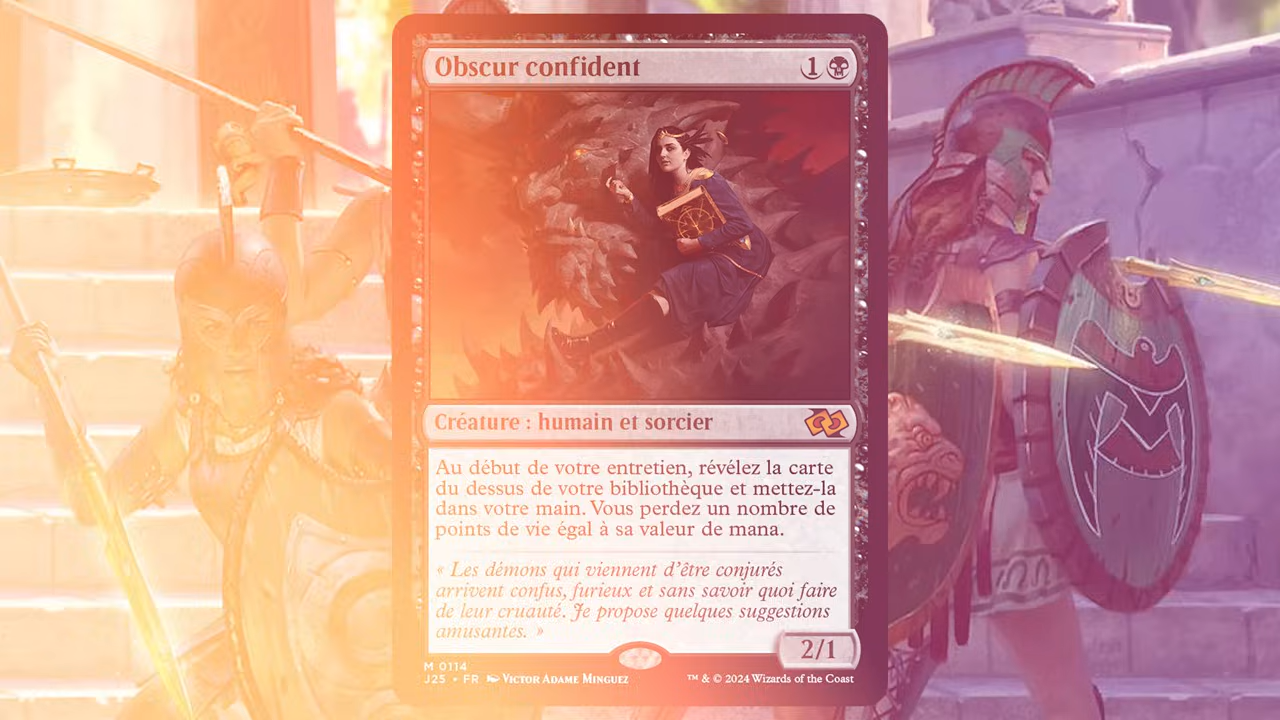 Obscur confident
1
Créature : humain et sorcier
Au début de votre entretien, révélez la carte
du dessus de votre bibliothèque et mettez-la
dans votre main. Vous perdez un nombre de
points de vie égal à sa valeur de mana.
« Les démons qui viennent d’être conjurés
arrivent confus, furieux et sans savoir quoi faire
de leur cruauté. Je propose quelques suggestions
amusantes. »
2/1
M 0114
J25 • FR Victor Adame Minguez
™ & © 2024 Wizards of the Coast